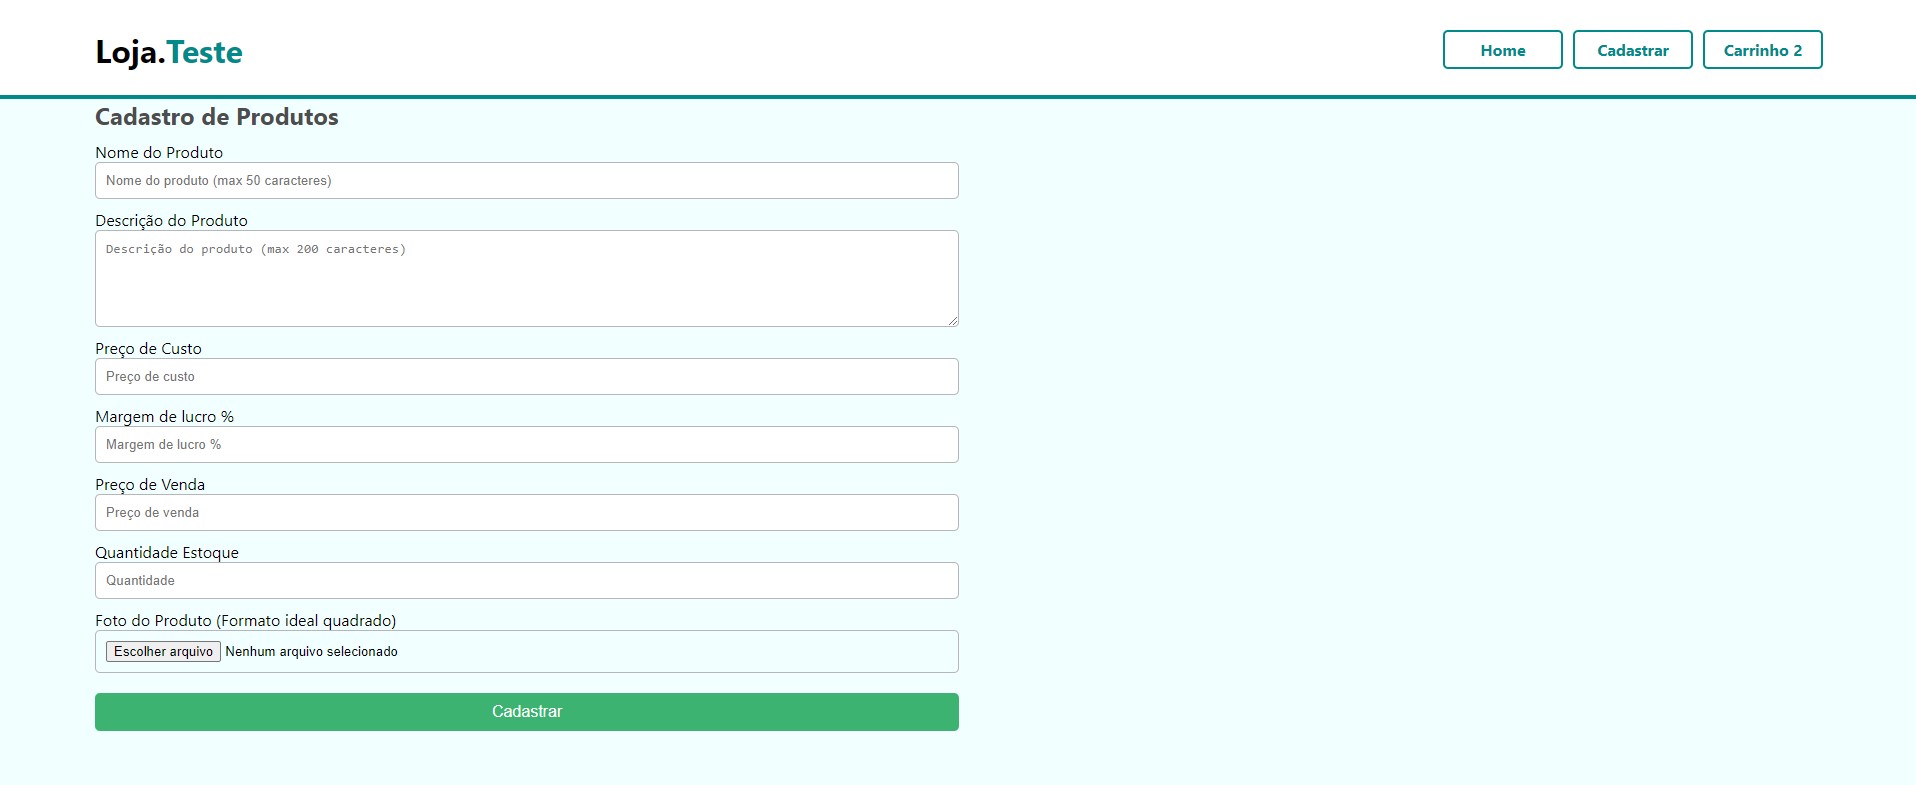 Loja.Teste
Home
Cadastrar
Carrinho 2
Cadastro de Produtos
Nome do Produto
Nome do produto (max 50 caracteres)
Descrição do Produto
Descrição do produto (max 200 caracteres)
Preço de Custo
Preço de custo
Margem de lucro %
Margem de lucro %
Preço de Venda
Preço de venda
Quantidade Estoque
Quantidade
Foto do Produto (Formato ideal quadrado)
Escolher arquivo Nenhum arquivo selecionado
Cadastrar